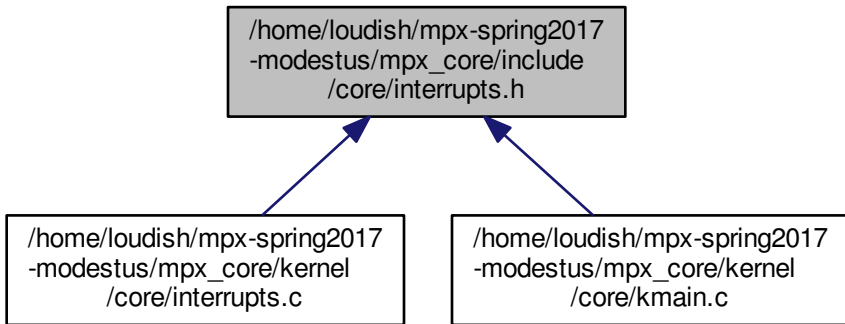 /home/loudish/mpx-spring2017
-modestus/mpx_core/include
/core/interrupts.h
/home/loudish/mpx-spring2017
-modestus/mpx_core/kernel
/core/interrupts.c
/home/loudish/mpx-spring2017
-modestus/mpx_core/kernel
/core/kmain.c